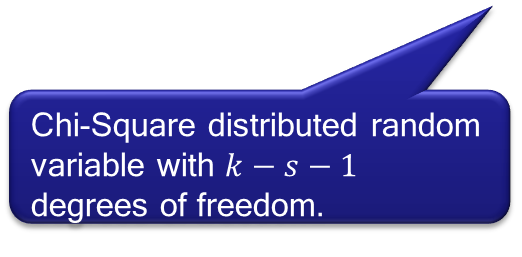 Chi-Square distributed random
variable with k − s − 1
degrees of freedom.